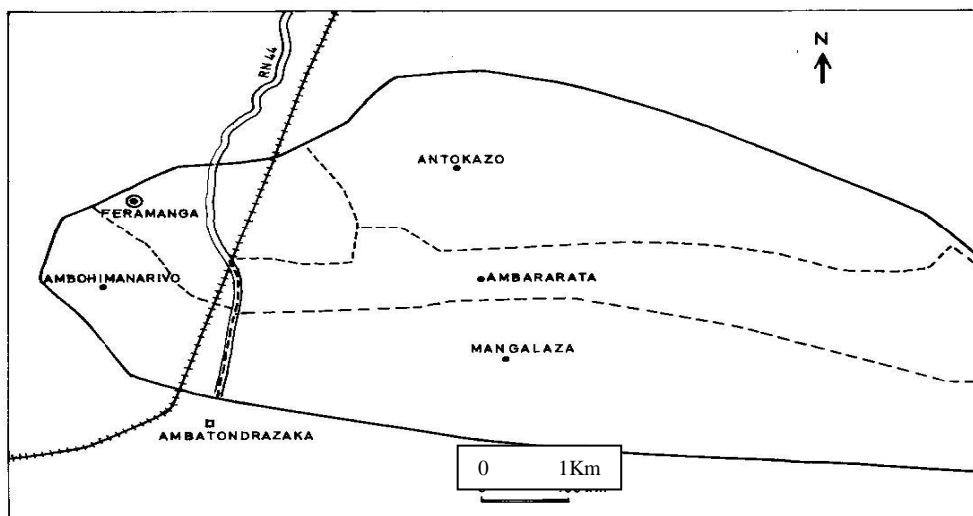 RN 44
N
ANTOKAZO
FERAMANGA
AMBOHIMANARIVO
AMBARARATA
MANGALAZA
AMBATONDRAZAKA
0 1Km